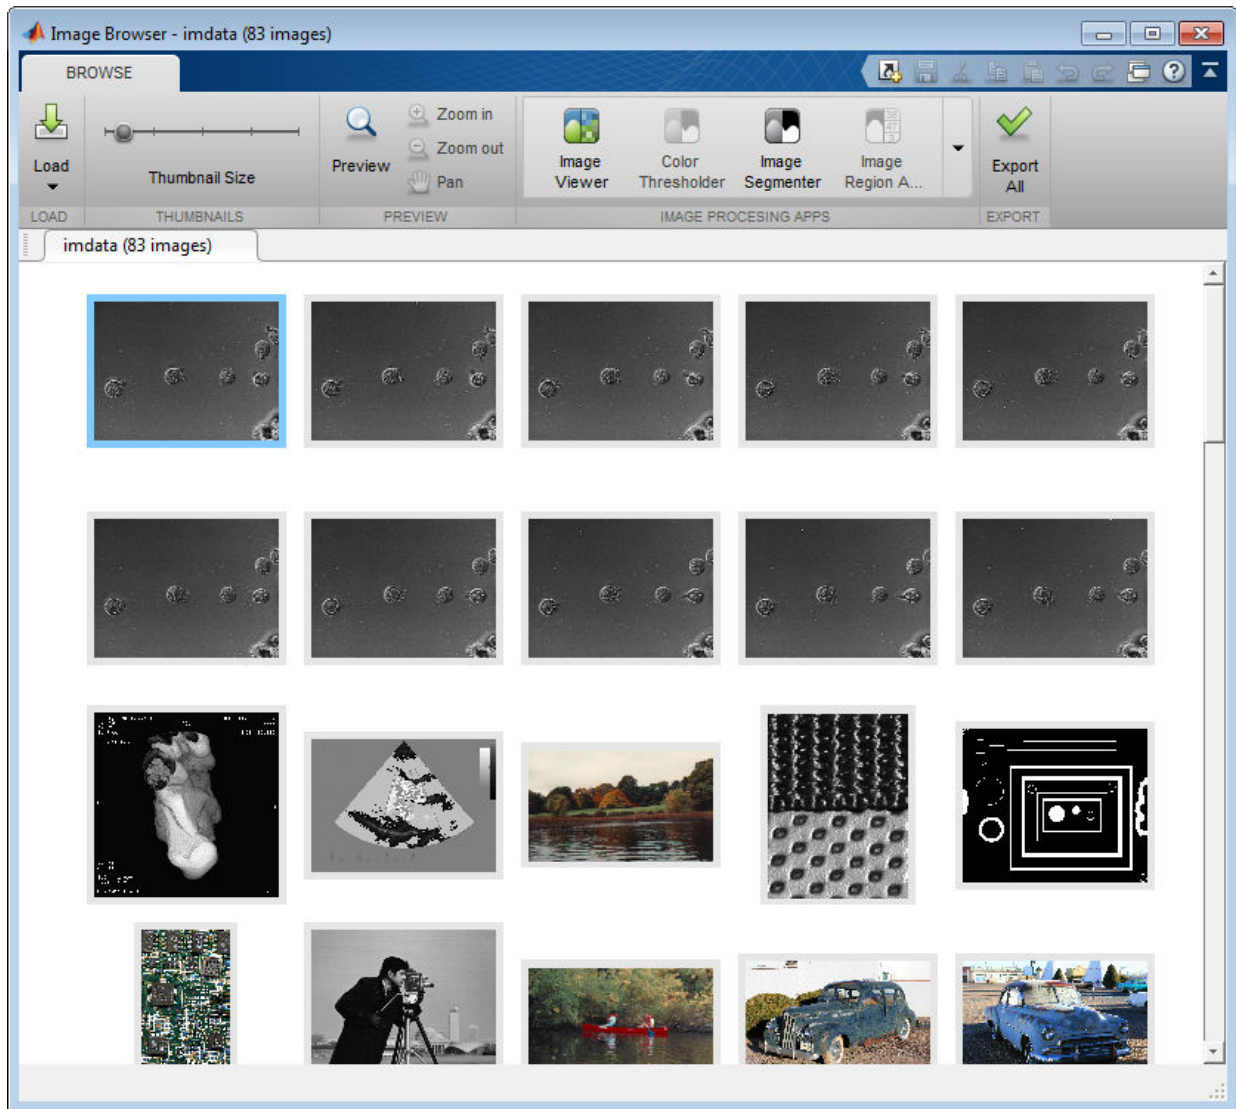 Image Browser - imdata (83 images)
BROWSE
Load
Thumbnail Size
Preview
Zoom in
Zoom out
Pan
Image
Viewer
Color
Thresholder
Image
Segmenter
Image
Region A...
Export
All
LOAD
THUMBNAILS
PREVIEW
IMAGE PROCESING APPS
EXPORT
imdata (83 images)